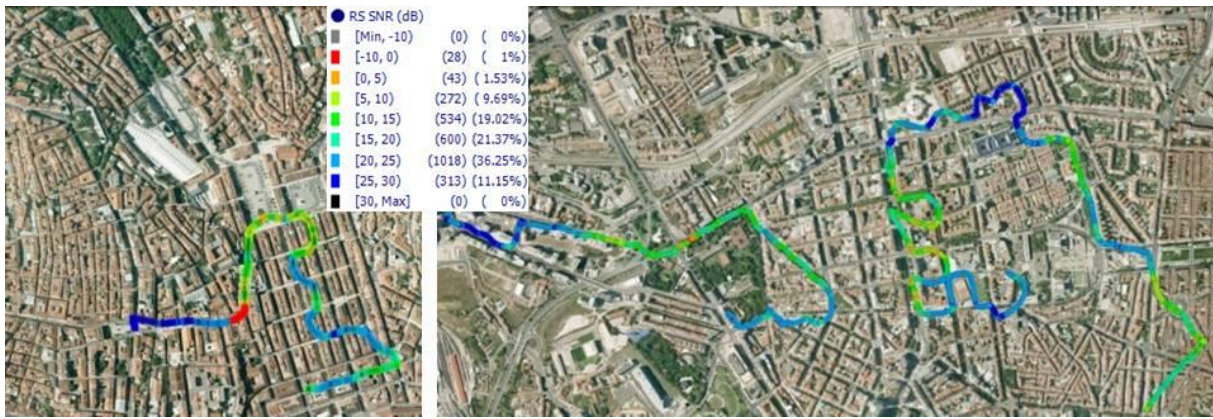 RS SNR (dB)
[Min, -10) (0) ( 0%)
[-10, 0) (28) ( 1%)
[0, 5) (43) ( 1.53%)
[5, 10) (272) ( 9.69%)
[10, 15) (534) (19.02%)
[15, 20) (600) (21.37%)
[20, 25) (1018) (36.25%)
[25, 30) (313) (11.15%)
[30, Max] (0) ( 0%)